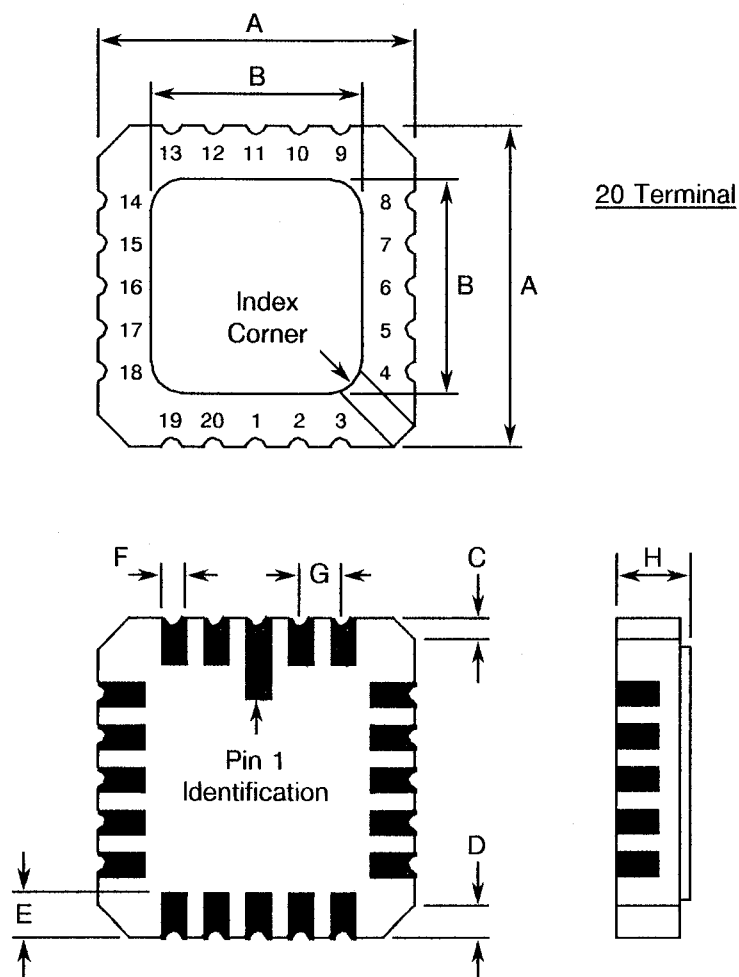 A
B
13 12 11 10 9
20 Terminal
14 8
15 7
16 6
17 5
18 4
Index
Corner
B
A
19 20 1 2 3
F
G
C
H
Pin 1
Identification
D
E